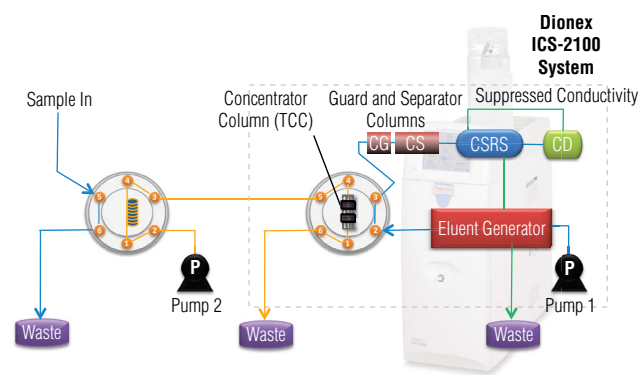 Dionex
ICS-2100
System
Sample In
Concentrator
Column (TCC)
Guard and Separator
Columns
Suppressed Conductivity
CG
CS
CSRS
CD
4
5
3
6
2
1
4
5
3
6
2
1
Eluent Generator
P
Pump 2
P
Pump 1
Waste
Waste
Waste